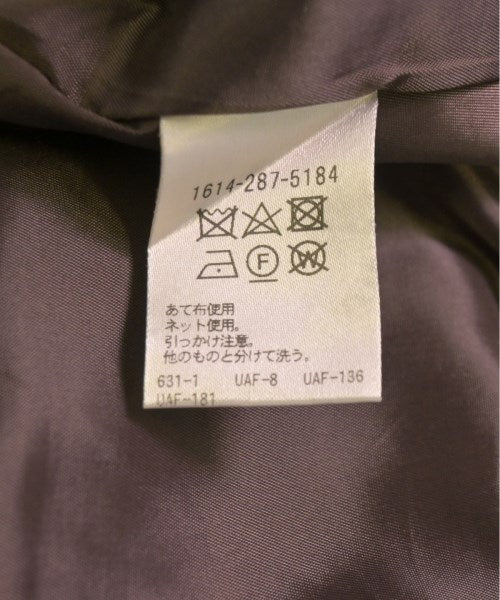 1614-287-5184
F W
あて布使用
ネット使用。
引っかけ注意。
他のものと分けて洗う。
631-1 UAF-8 UAF-136
UAF-181